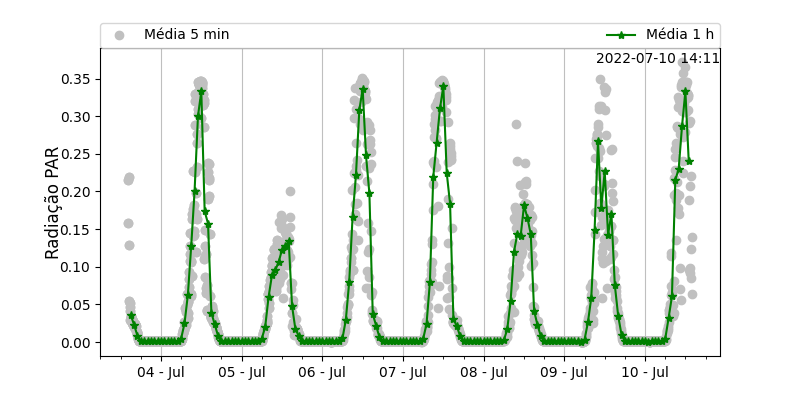 Média 5 min
Média 1 h
2022-07-10 14:11
Radiação PAR
0.35
0.30
0.25
0.20
0.15
0.10
0.05
0.00
04 - Jul
05 - Jul
06 - Jul
07 - Jul
08 - Jul
09 - Jul
10 - Jul